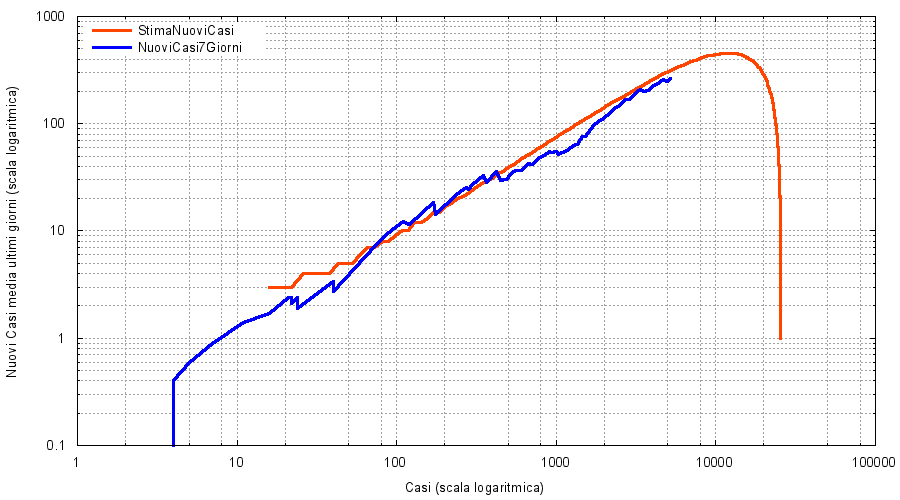 1000
StimaNuoviCasi
NuoviCasi7Giorni
100
10
1
0.1
Nuovi Casi media ultimi giorni (scala logaritmica)
1 10 100 1000 10000 100000
Casi (scala logaritmica)